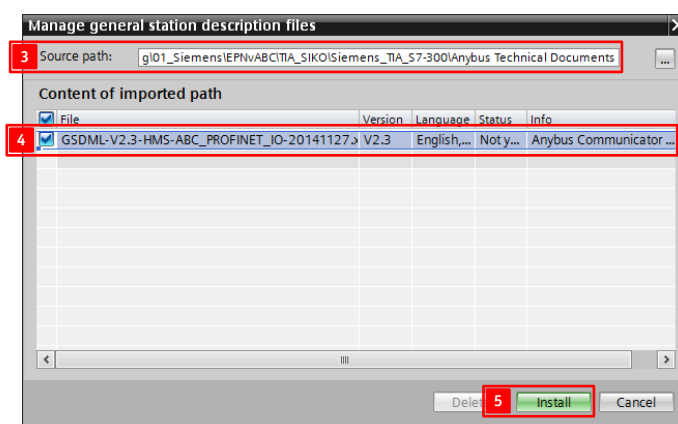 Manage general station description files
3 Source path: g\01_Siemens\EPNvABC\TIA_SIKO\Siemens_TIA_S7-300\Anybus Technical Documents ...
Content of imported path
File Version Language Status Info
4 GSDML-V2.3-HMS-ABC_PROFINET_IO-20141127.x V2.3 English,... Not y... Anybus Communicator ...
Delet 5 Install Cancel